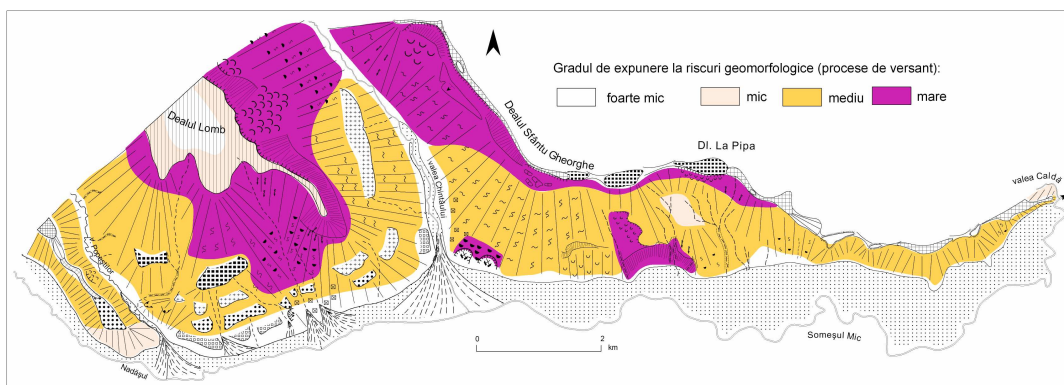 Gradul de expunere la riscuri geomorfologice (procese de versant):
foarte mic
mic
mediu
mare
Dealul Lomb
Dealul Sfântu Gheorghe
Dl. La Pipa
valea Caldă
valea Chintăului
Nadăşul
Someşul Mic
0
2
km